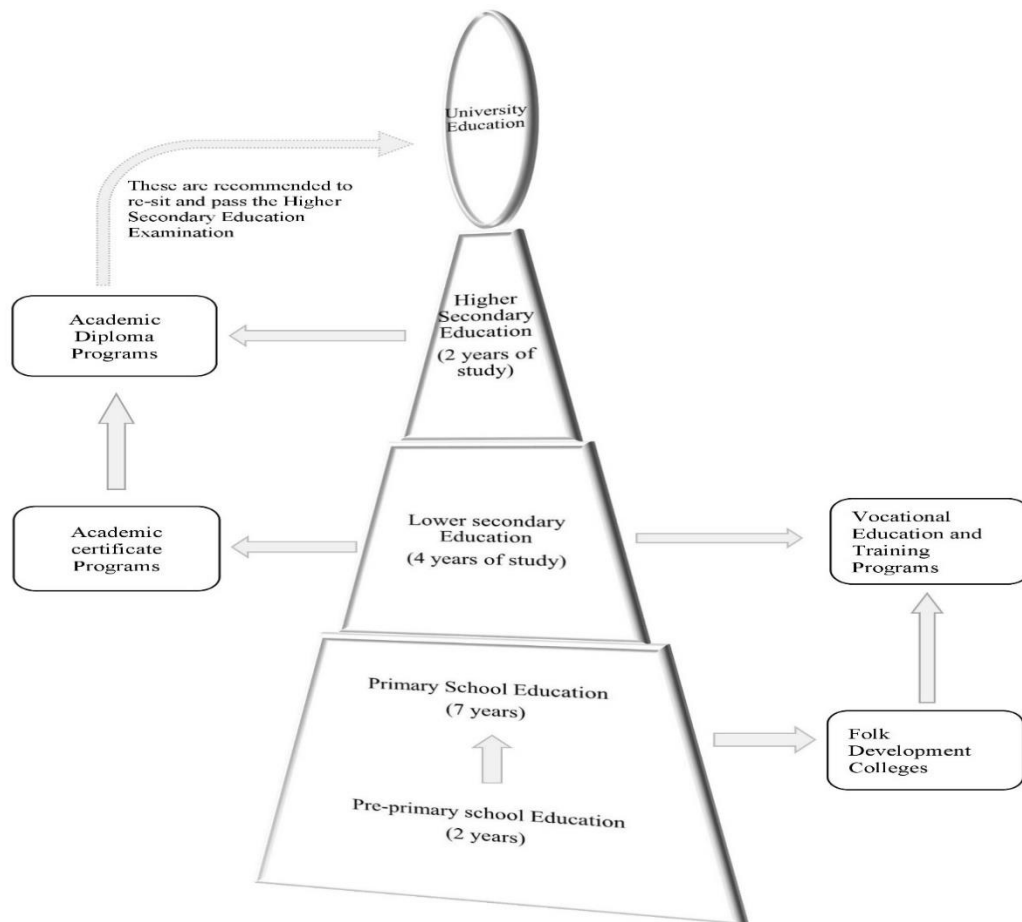 University
Education
These are recommended to
re-sit and pass the Higher
Secondary Education
Examination
Higher
Secondary
Education
(2 years of
study)
Academic
Diploma
Programs
Lower secondary
Education
(4 years of study)
Academic
certificate
Programs
Vocational
Education and
Training
Programs
Primary School Education
(7 years)
Folk
Development
Colleges
Pre-primary school Education
(2 years)